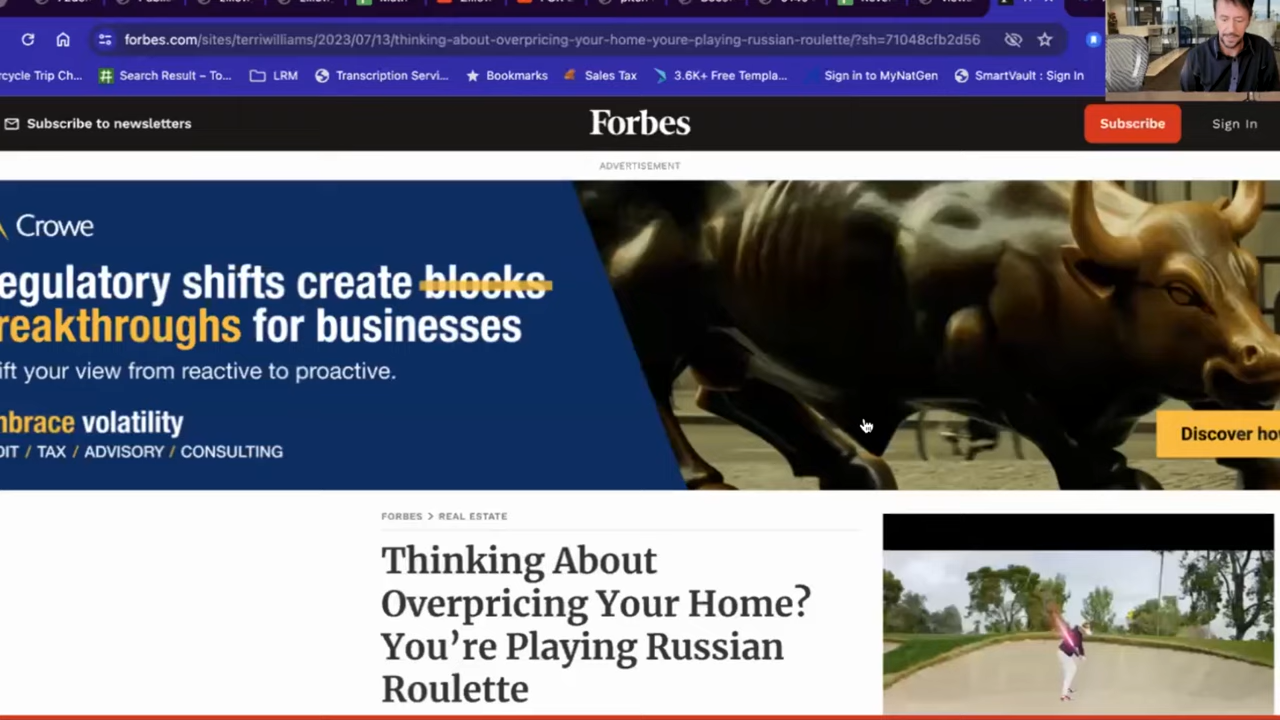 forbes.com/sites/terriwilliams/2023/07/13/thinking-about-overpricing-your-home-youre-playing-russian-roulette/?sh=71048cfb2d56
rcycle Trip Ch... Search Result – To... LRM Transcription Servi... Bookmarks Sales Tax 3.6K+ Free Templa... Sign in to MyNatGen SmartVault : Sign In
Subscribe to newsletters Forbes Subscribe Sign In
ADVERTISEMENT
Crowe
egulatory shifts create blocks
reakthroughs for businesses
ift your view from reactive to proactive.
mbrace volatility
DIT / TAX / ADVISORY / CONSULTING
Discover ho
FORBES > REAL ESTATE
Thinking About
Overpricing Your Home?
You’re Playing Russian
Roulette